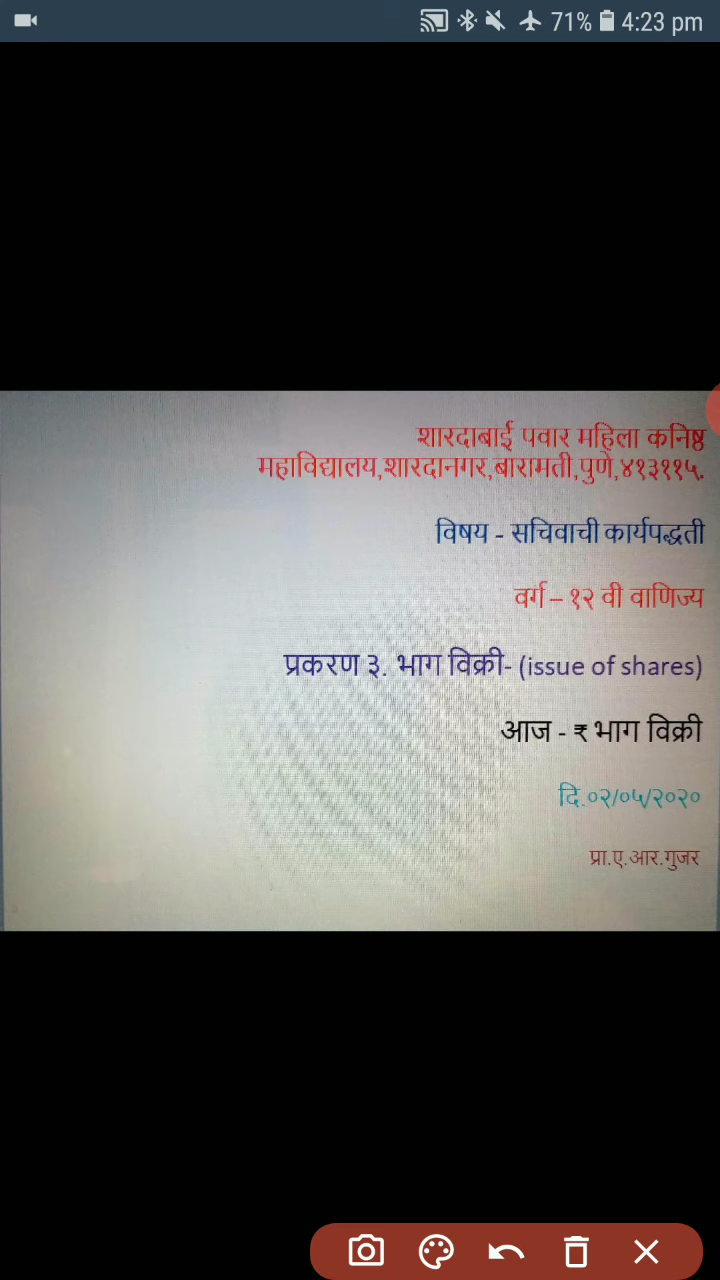 71% 4:23 pm
शारदाबाई पवार महिला कनिष्ठ
महाविद्यालय,शारदानगर,बारामती,पुणे,४१३११५.
विषय - सचिवाची कार्यपद्धती
वर्ग – १२ वी वाणिज्य
प्रकरण ३. भाग विक्री- (issue of shares)
आज - ₹ भाग विक्री
दि.०२/०५/२०२०
प्रा.ए.आर.गुजर